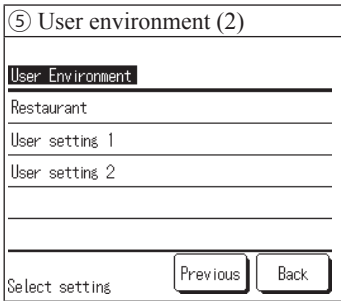 ⑤ User environment (2)
User Environment
Restaurant
User setting 1
User setting 2
Select setting
Previous
Back